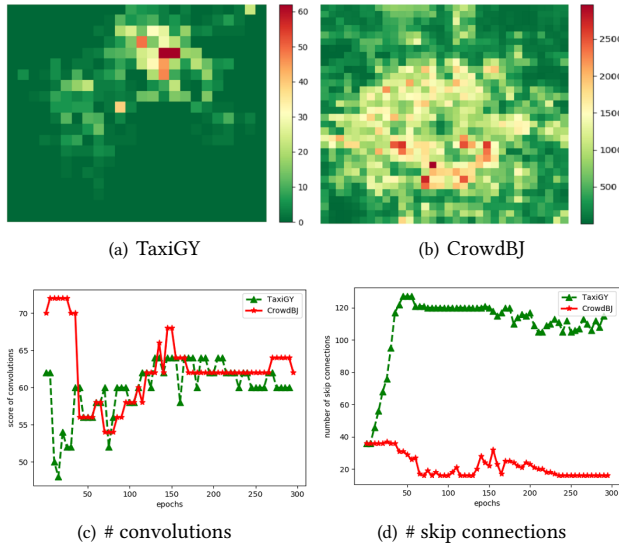 60
50
40
30
20
10
0
2500
2000
1500
1000
500
(a) TaxiGY
(b) CrowdBJ
TaxiGY
CrowdBJ
70
65
60
55
50
score of convolutions
50
100
150
200
250
300
epochs
TaxiGY
CrowdBJ
120
100
80
60
40
20
number of skip connections
50
100
150
200
250
300
epochs
(c) # convolutions
(d) # skip connections